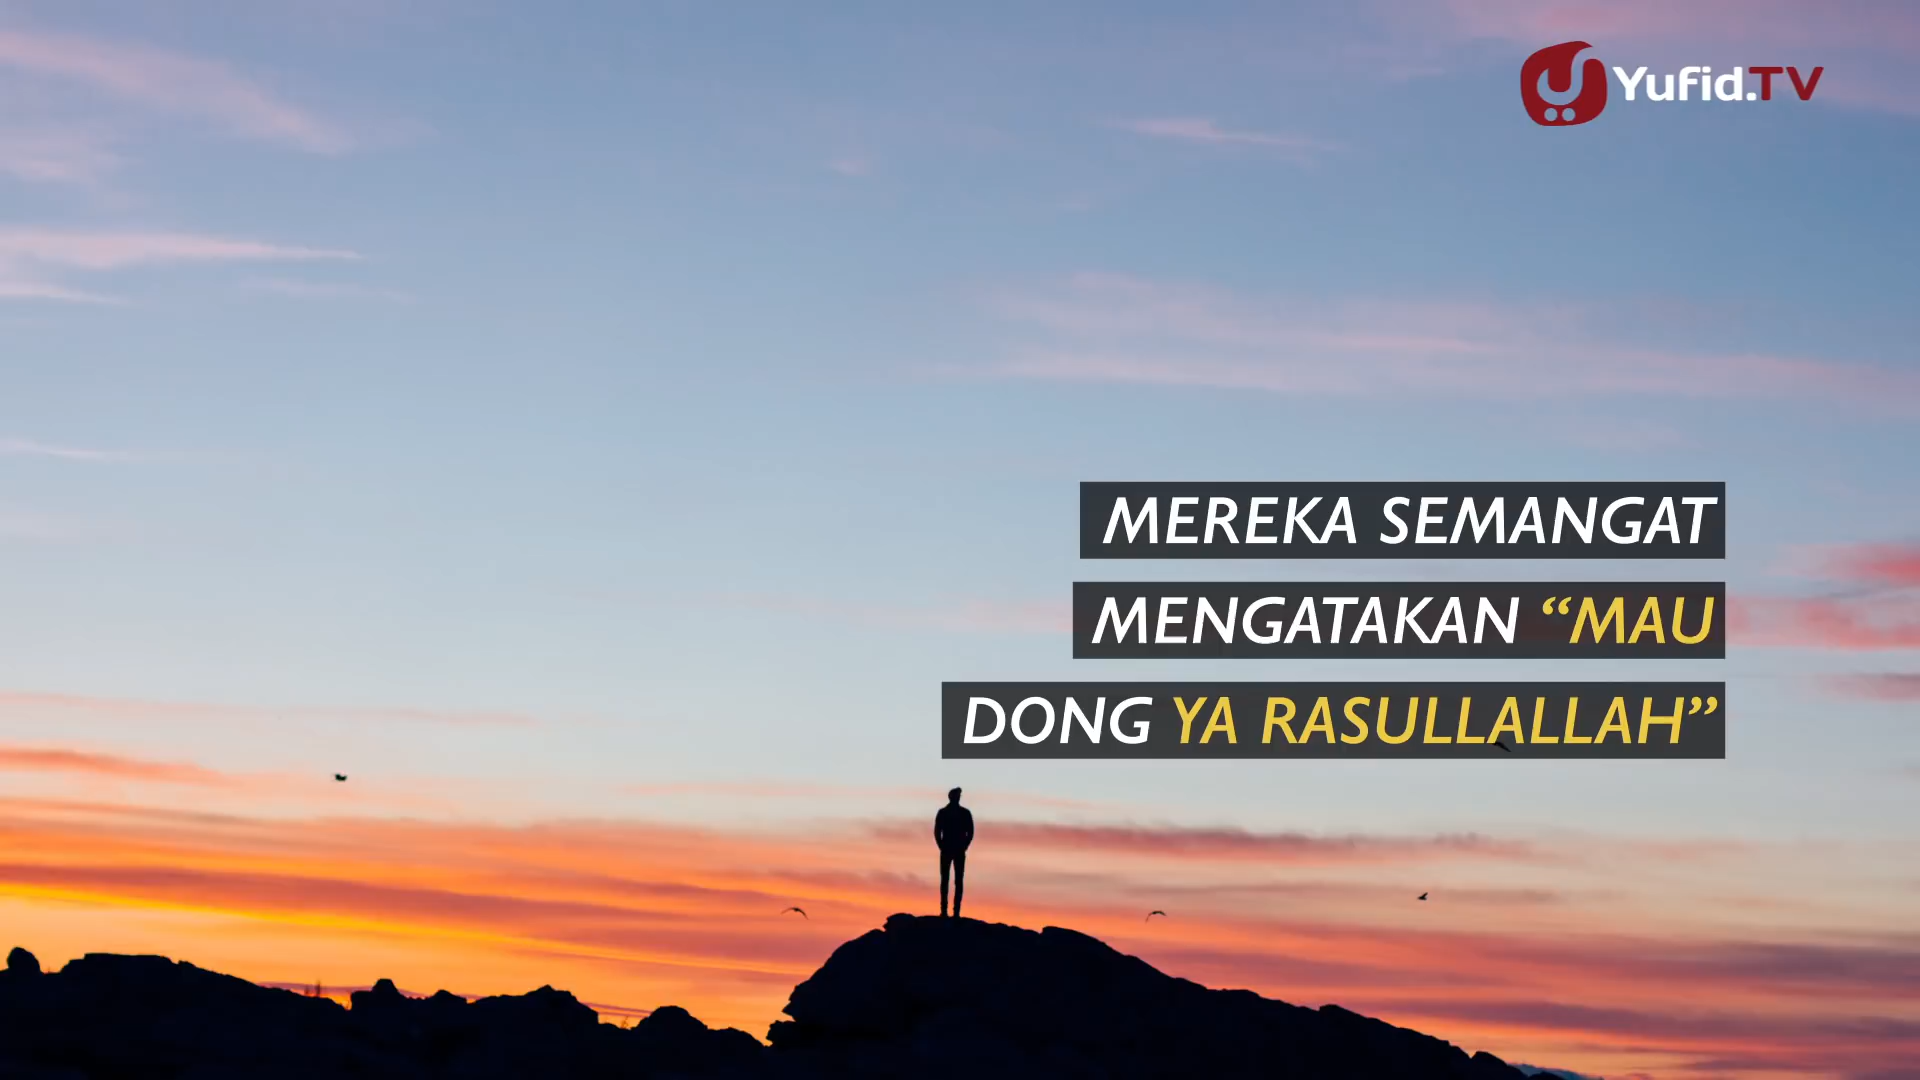 Yufid.TV
MEREKA SEMANGAT
MENGATAKAN “MAU
DONG YA RASULLALLAH”